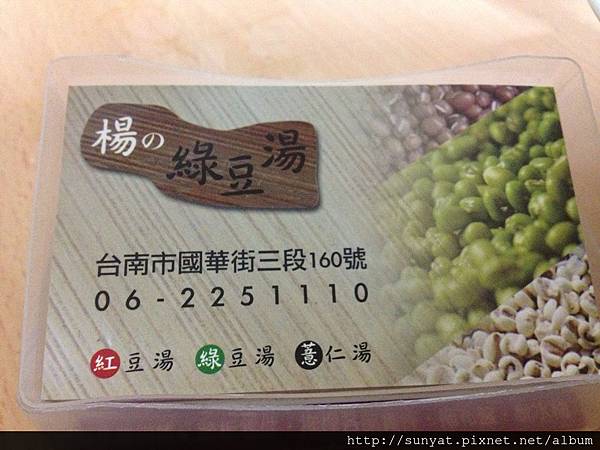 楊の綠豆湯
台南市國華街三段160號
06-2251110
紅豆湯 綠豆湯 薏仁湯
http://sunyat.pixnet.net/album